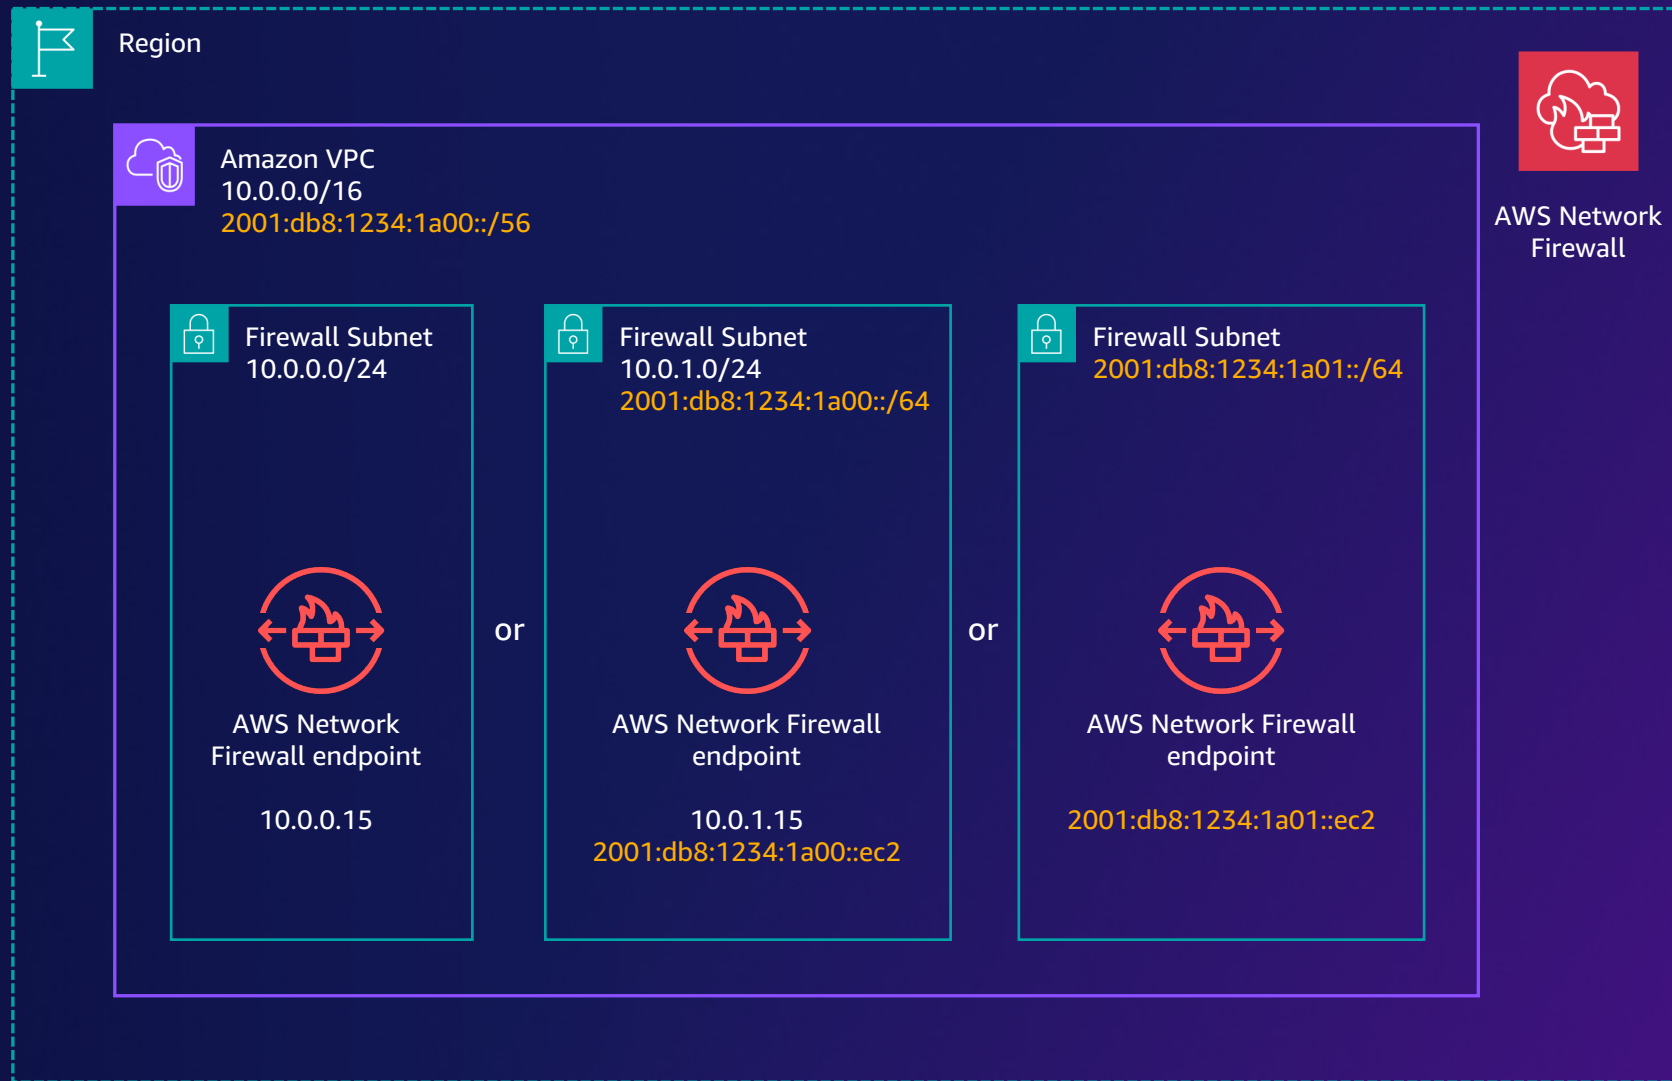 Region
AWS Network
Firewall
Amazon VPC
10.0.0.0/16
2001:db8:1234:1a00::/56
Firewall Subnet
10.0.0.0/24
Firewall Subnet
10.0.1.0/24
2001:db8:1234:1a00::/64
Firewall Subnet
2001:db8:1234:1a01::/64
or
or
AWS Network
Firewall endpoint
10.0.0.15
AWS Network Firewall
endpoint
10.0.1.15
2001:db8:1234:1a00::ec2
AWS Network Firewall
endpoint
2001:db8:1234:1a01::ec2